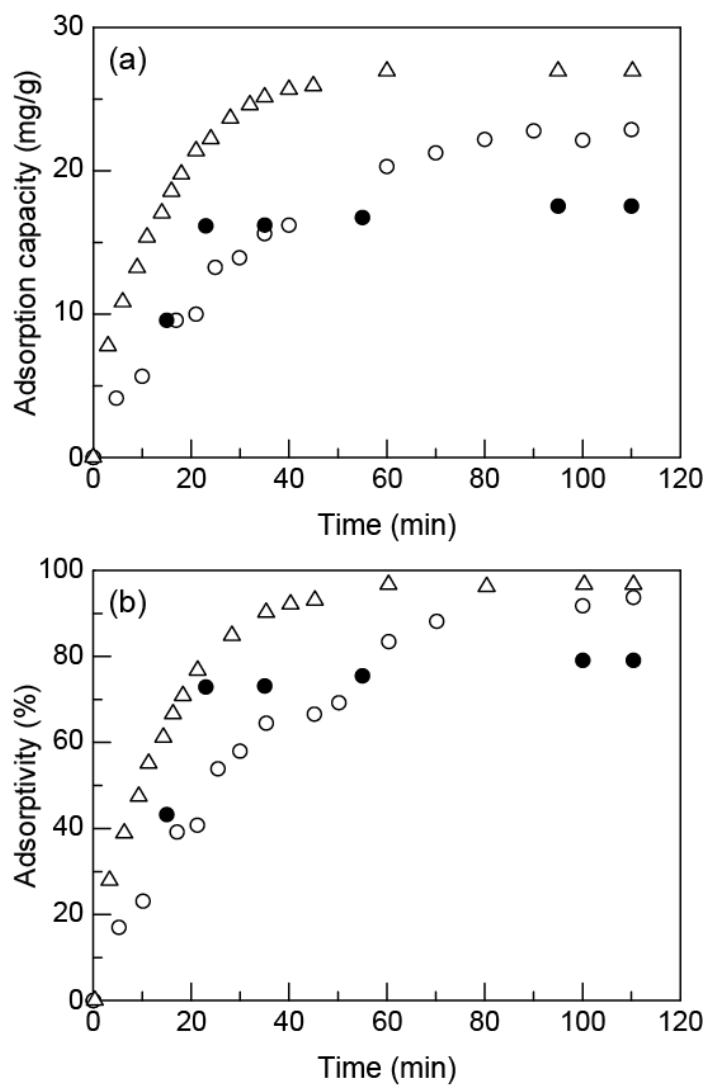 30
(a)
20
10
0
Adsorption capacity (mg/g)
0 20 40 60 80 100 120
Time (min)
100
(b)
80
60
40
20
0
Adsorptivity (%)
0 20 40 60 80 100 120
Time (min)